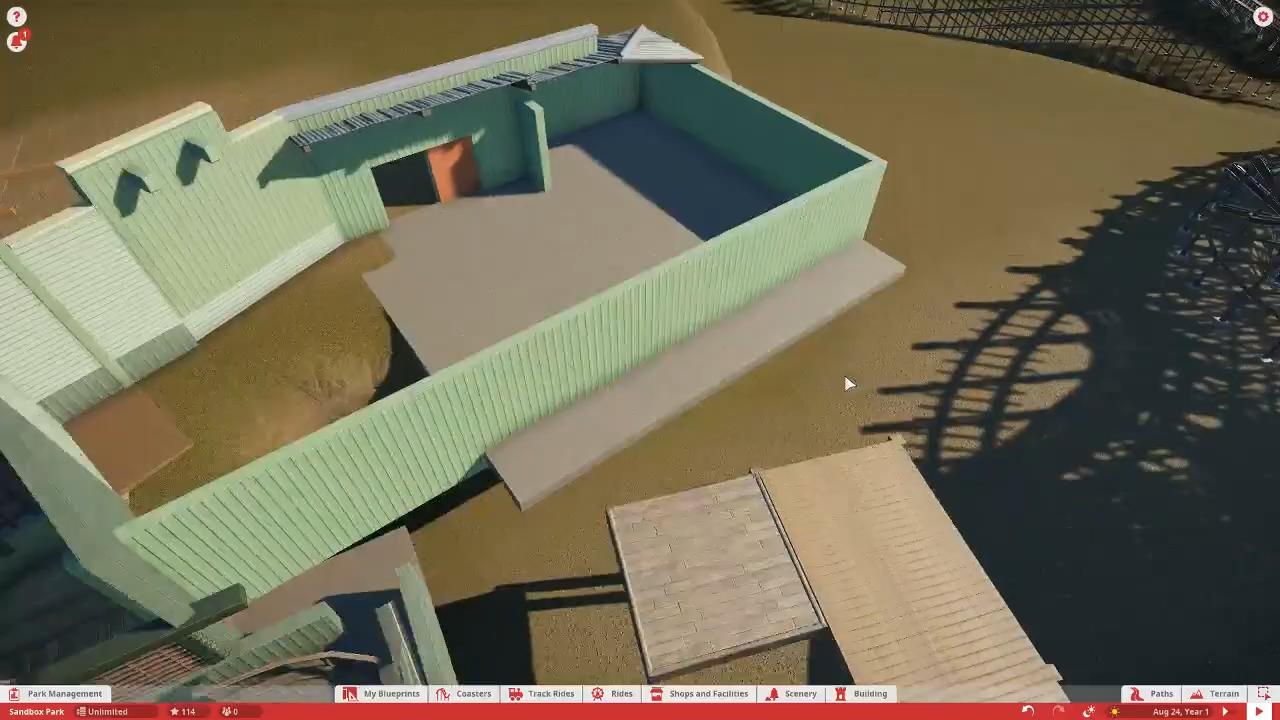 ?
1
Park Management
My Blueprints
Coasters
Track Rides
Rides
Shops and Facilities
Scenery
Building
Paths
Terrain
Sandbox Park
Unlimited
114
0
Aug 24, Year 1